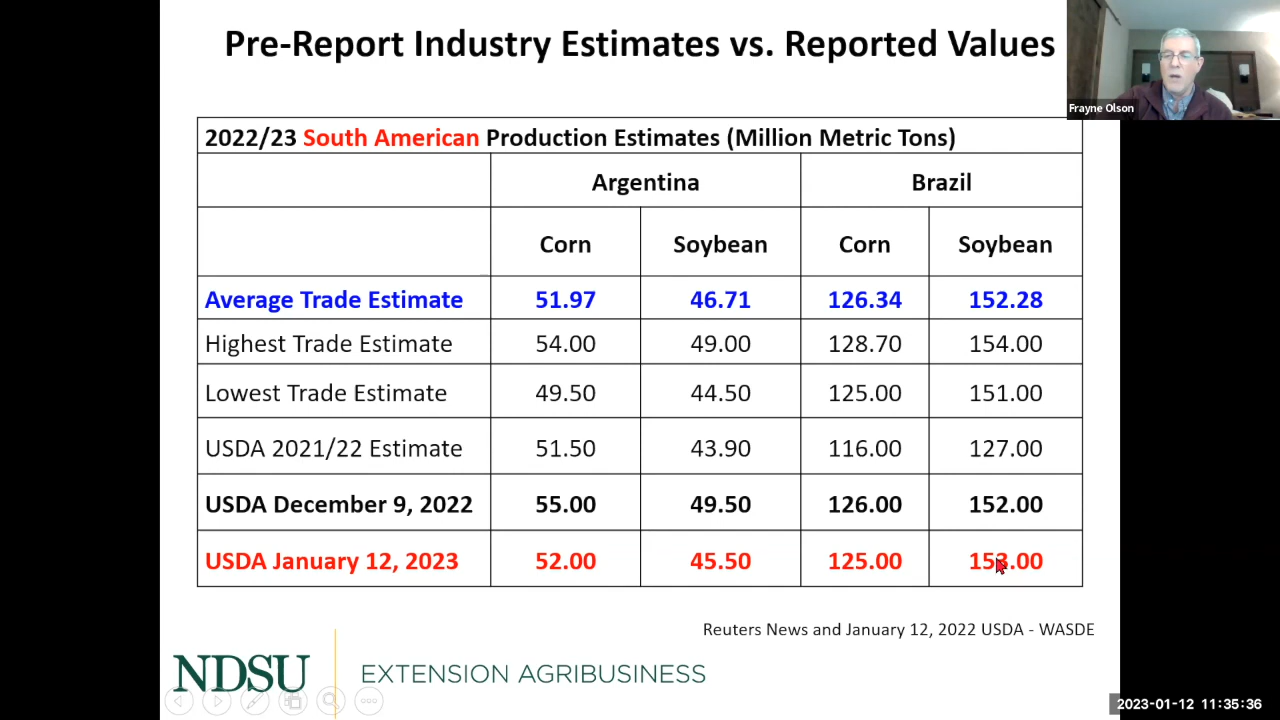 Pre-Report Industry Estimates vs. Reported Values
Frayne Olson
2022/23 South American Production Estimates (Million Metric Tons)
Argentina Brazil
Corn Soybean Corn Soybean
Average Trade Estimate 51.97 46.71 126.34 152.28
Highest Trade Estimate 54.00 49.00 128.70 154.00
Lowest Trade Estimate 49.50 44.50 125.00 151.00
USDA 2021/22 Estimate 51.50 43.90 116.00 127.00
USDA December 9, 2022 55.00 49.50 126.00 152.00
USDA January 12, 2023 52.00 45.50 125.00 153.00
Reuters News and January 12, 2022 USDA - WASDE
NDSU EXTENSION AGRIBUSINESS
2023-01-12 11:35:36